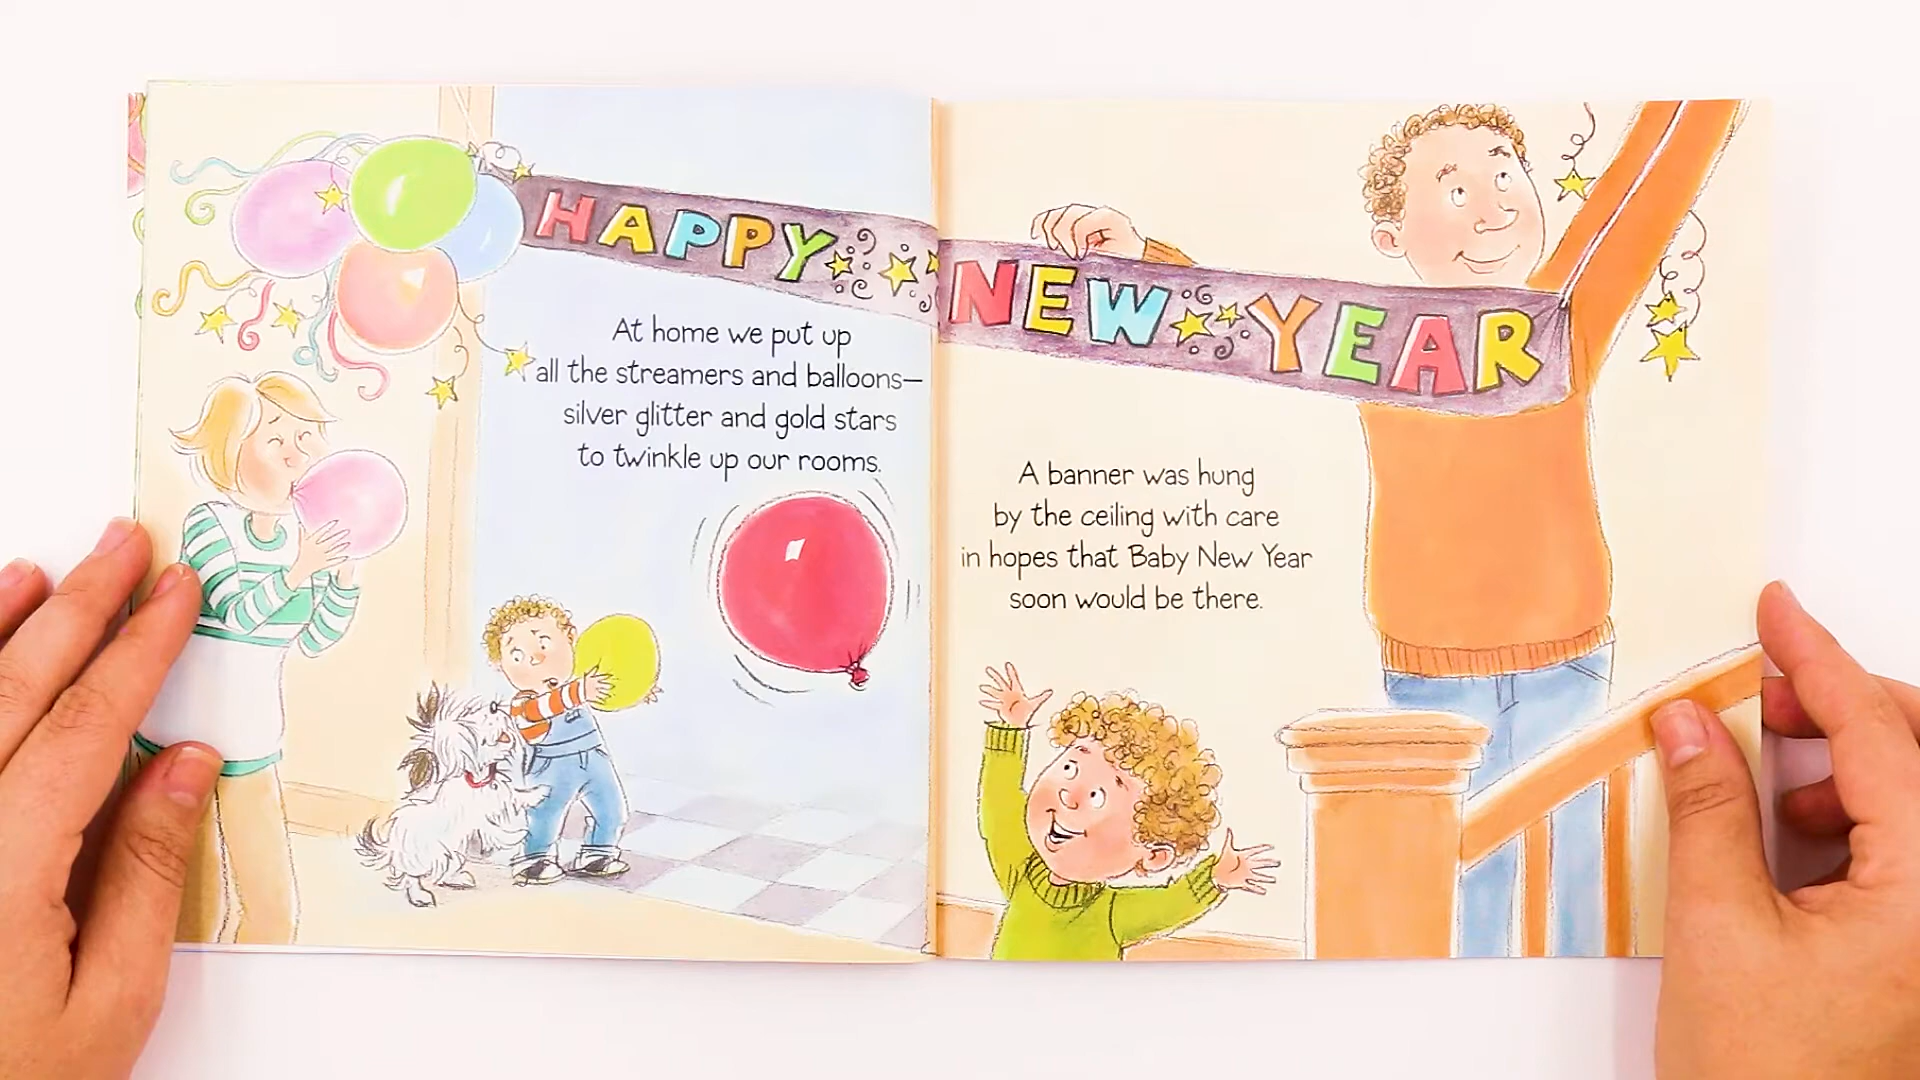 HAPPY NEW YEAR
At home we put up
all the streamers and balloons—
silver glitter and gold stars
to twinkle up our rooms.
A banner was hung
by the ceiling with care
in hopes that Baby New Year
soon would be there.